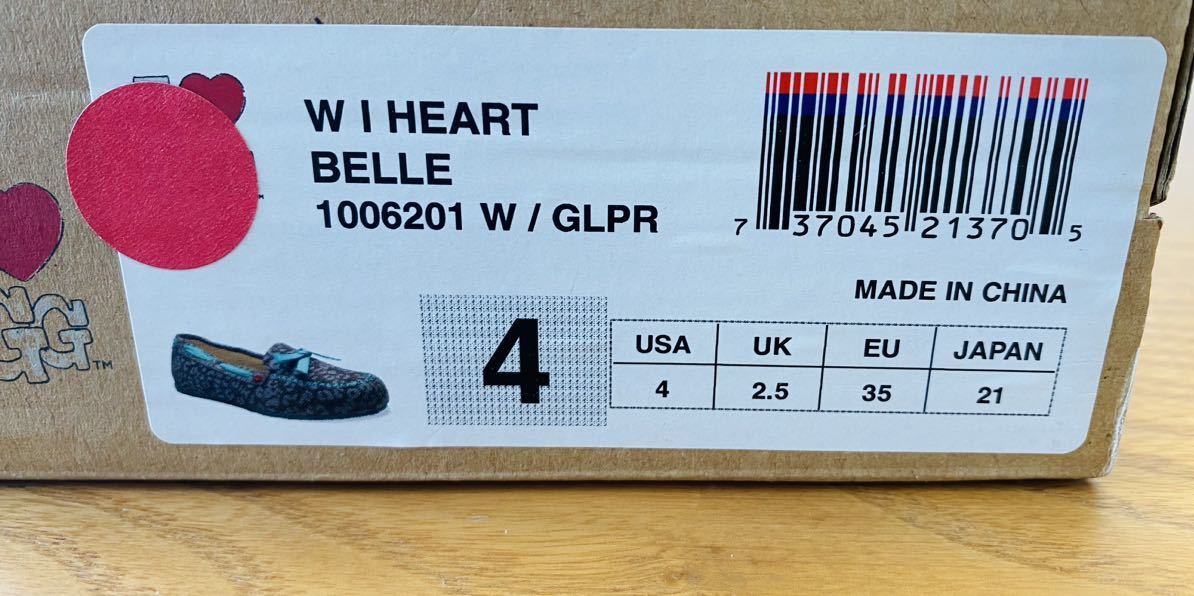 W I HEART
BELLE
1006201 W / GLPR
7 37045 21370 5
MADE IN CHINA
4
USA UK EU JAPAN
4 2.5 35 21
TM